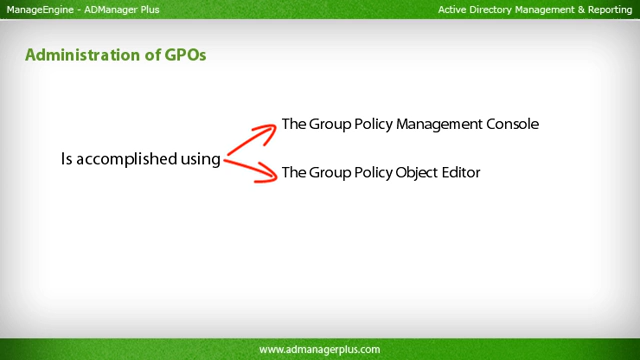 ManageEngine - ADManager Plus
Active Directory Management & Reporting
Administration of GPOs
The Group Policy Management Console
Is accomplished using
The Group Policy Object Editor
www.admanagerplus.com